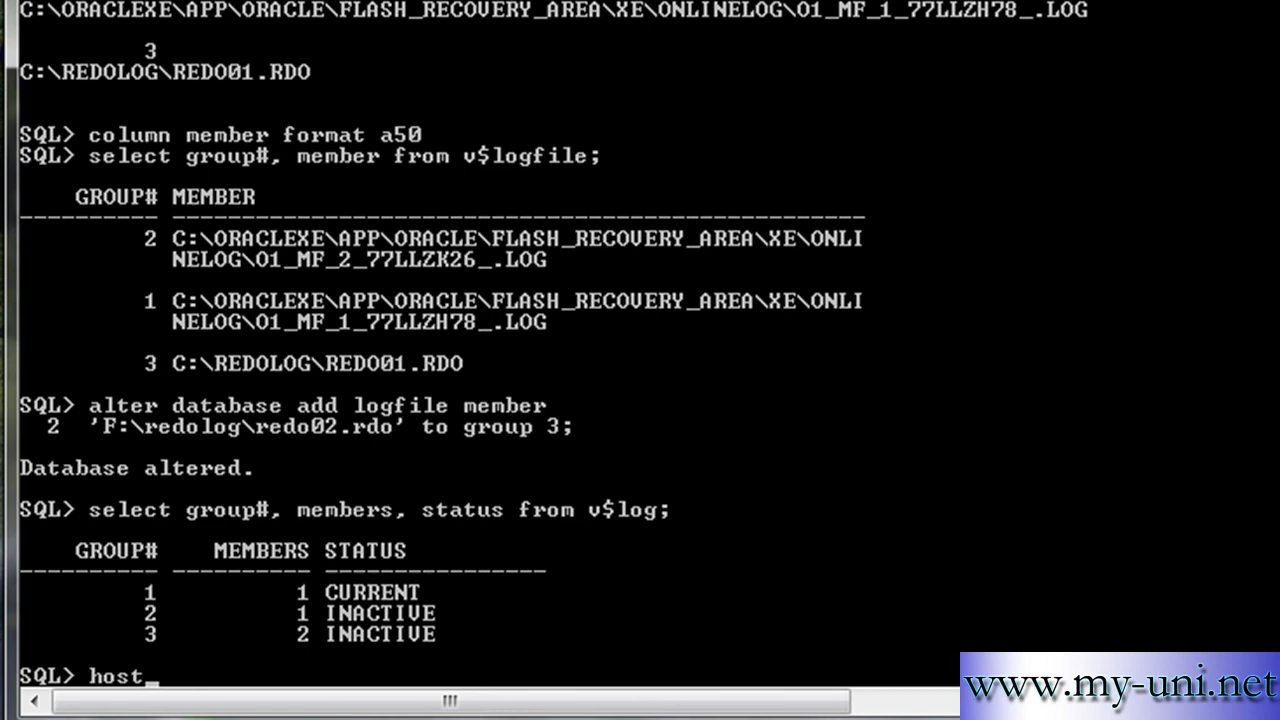 C:\ORACLEXE\APP\ORACLE\FLASH_RECOVERY_AREA\XE\ONLINELOG\O1_MF_1_77LLZH78_.LOG
3
C:\REDOLOG\REDO01.RDO
SQL> column member format a50
SQL> select group#, member from v$logfile;
GROUP# MEMBER
---------- --------------------------------------------------
2 C:\ORACLEXE\APP\ORACLE\FLASH_RECOVERY_AREA\XE\ONLI
NELOG\O1_MF_2_77LLZK26_.LOG
1 C:\ORACLEXE\APP\ORACLE\FLASH_RECOVERY_AREA\XE\ONLI
NELOG\O1_MF_1_77LLZH78_.LOG
3 C:\REDOLOG\REDO01.RDO
SQL> alter database add logfile member
2 'F:\redolog\redo02.rdo' to group 3;
Database altered.
SQL> select group#, members, status from v$log;
GROUP# MEMBERS STATUS
---------- ---------- ----------------
1 1 CURRENT
2 1 INACTIVE
3 2 INACTIVE
SQL> host_
www.my-uni.net